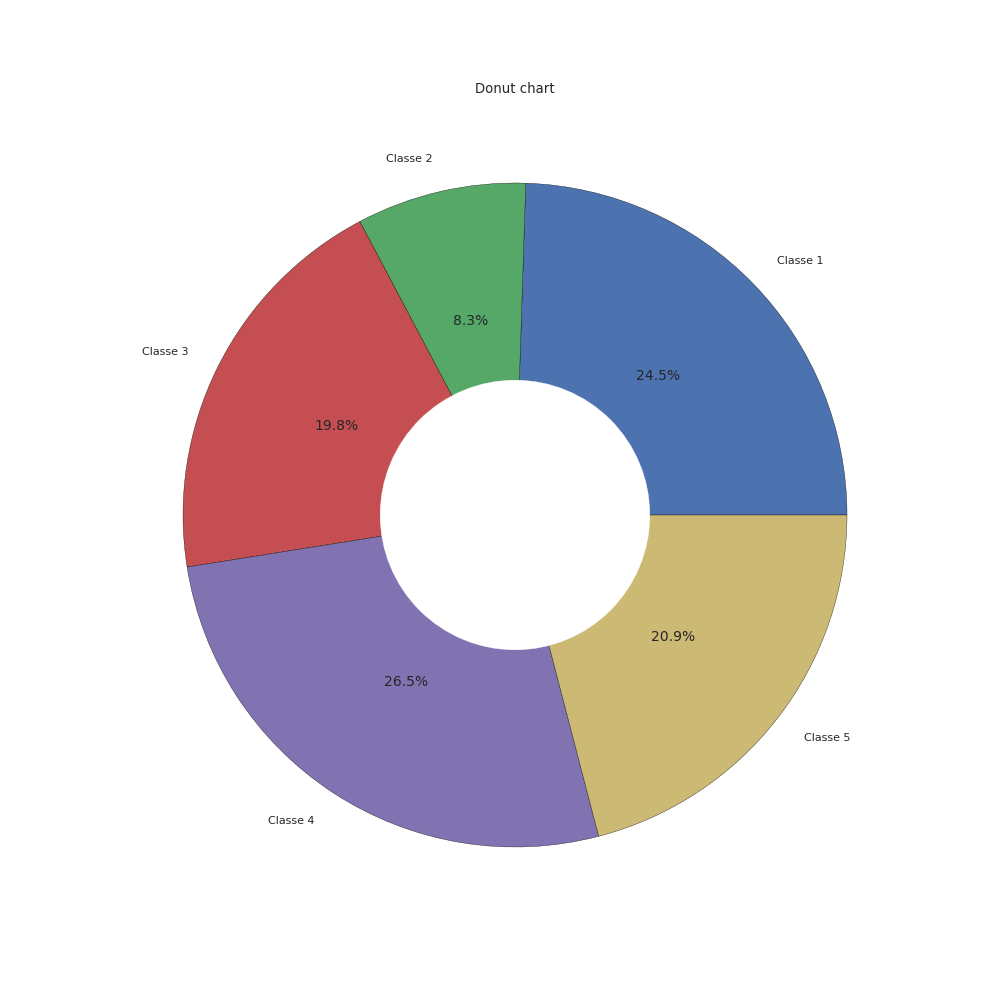 Donut chart
Classe 2
Classe 1
8.3%
Classe 3
24.5%
19.8%
20.9%
26.5%
Classe 5
Classe 4